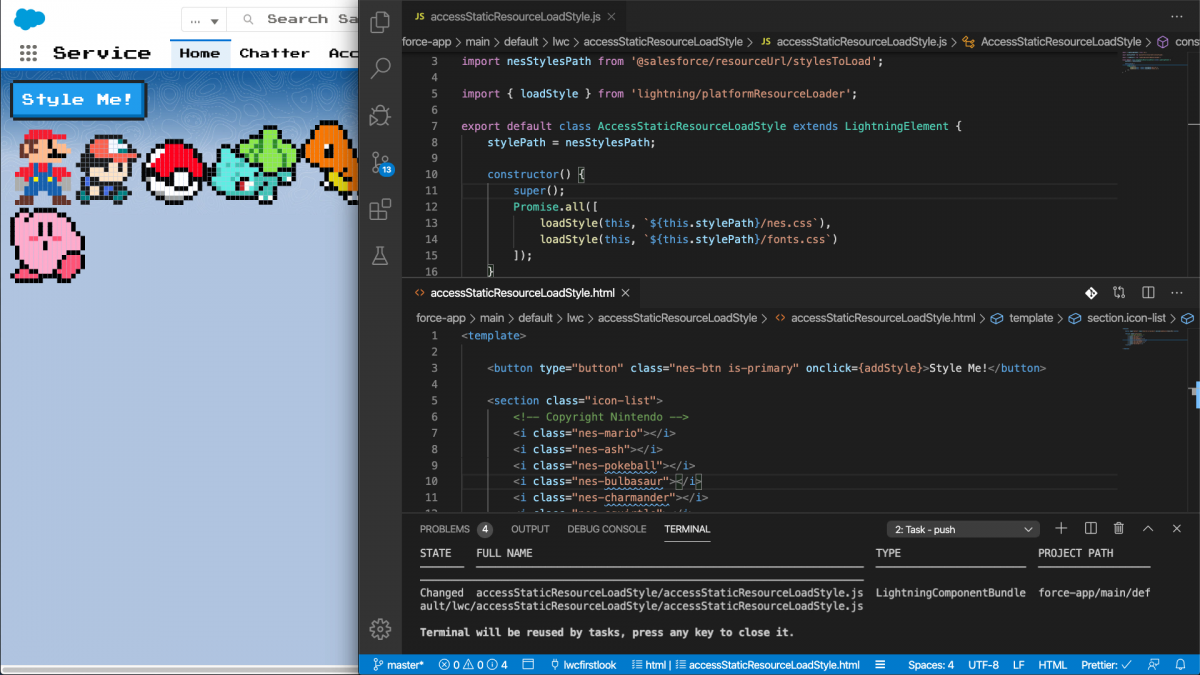 ... ▾ Search Sa
Service Home Chatter Acc
Style Me!
JS accessStaticResourceLoadStyle.js ×
force-app > main > default > lwc > accessStaticResourceLoadStyle > JS accessStaticResourceLoadStyle.js > AccessStaticResourceLoadStyle > cons
3 import nesStylesPath from '@salesforce/resourceUrl/stylesToLoad';
4
5 import { loadStyle } from 'lightning/platformResourceLoader';
6
7 export default class AccessStaticResourceLoadStyle extends LightningElement {
8 stylePath = nesStylesPath;
9
10 constructor() {
11 super();
12 Promise.all([
13 loadStyle(this, `${this.stylePath}/nes.css`),
14 loadStyle(this, `${this.stylePath}/fonts.css`)
15 ]);
16 }
13
<> accessStaticResourceLoadStyle.html ×
force-app > main > default > lwc > accessStaticResourceLoadStyle > <> accessStaticResourceLoadStyle.html > template > section.icon-list >
1 <template>
2
3 <button type="button" class="nes-btn is-primary" onclick={addStyle}>Style Me!</button>
4
5 <section class="icon-list">
6 <!-- Copyright Nintendo -->
7 <i class="nes-mario"></i>
8 <i class="nes-ash"></i>
9 <i class="nes-pokeball"></i>
10 <i class="nes-bulbasaur"></i>
11 <i class="nes-charmander"></i>
PROBLEMS 4 OUTPUT DEBUG CONSOLE TERMINAL 2: Task - push
STATE FULL NAME TYPE PROJECT PATH
Changed accessStaticResourceLoadStyle/accessStaticResourceLoadStyle.js LightningComponentBundle force-app/main/def
ault/lwc/accessStaticResourceLoadStyle/accessStaticResourceLoadStyle.js
Terminal will be reused by tasks, press any key to close it.
master* 0 0 4 lwcfirstlook html | accessStaticResourceLoadStyle.html Spaces: 4 UTF-8 LF HTML Prettier: ✓